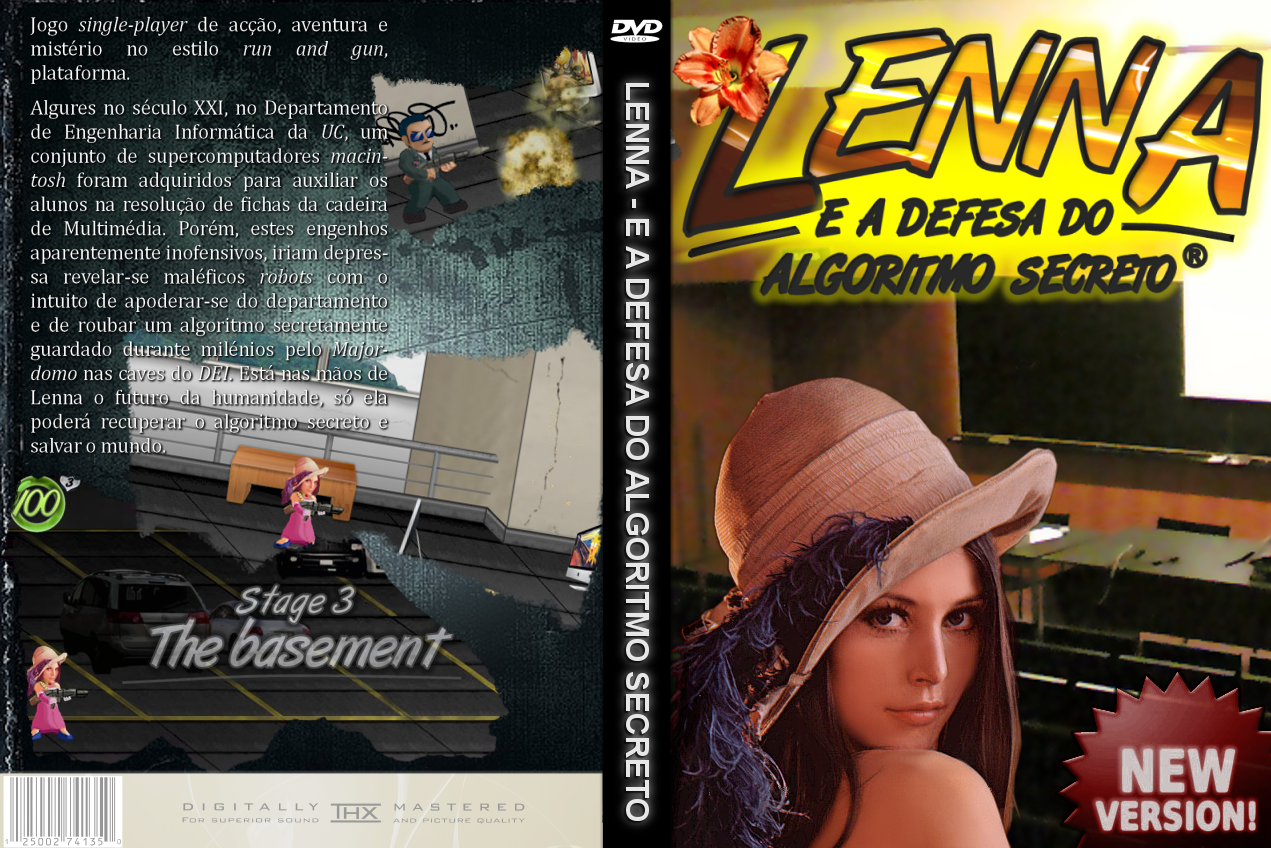 Jogo single-player de acção, aventura e
mistério no estilo run and gun,
plataforma.
Algures no século XXI, no Departamento
de Engenharia Informática da UC, um
conjunto de supercomputadores macin-
tosh foram adquiridos para auxiliar os
alunos na resolução de fichas da cadeira
de Multimédia. Porém, estes engenhos
aparentemente inofensivos, iriam depres-
sa revelar-se maléficos robots com o
intuito de apoderar-se do departamento
e de roubar um algoritmo secretamente
guardado durante milénios pelo Major-
domo nas caves do DEI. Está nas mãos de
Lenna o futuro da humanidade, só ela
poderá recuperar o algoritmo secreto e
salvar o mundo.
100
3
Stage 3
The basement
DIGITALLY THX MASTERED
FOR SUPERIOR SOUND AND PICTURE QUALITY
1 25002 74135 0
DVD
VIDEO
LENNA - E A DEFESA DO ALGORITMO SECRETO
LENNA
E A DEFESA DO
ALGORITMO SECRETO®
NEW
VERSION!